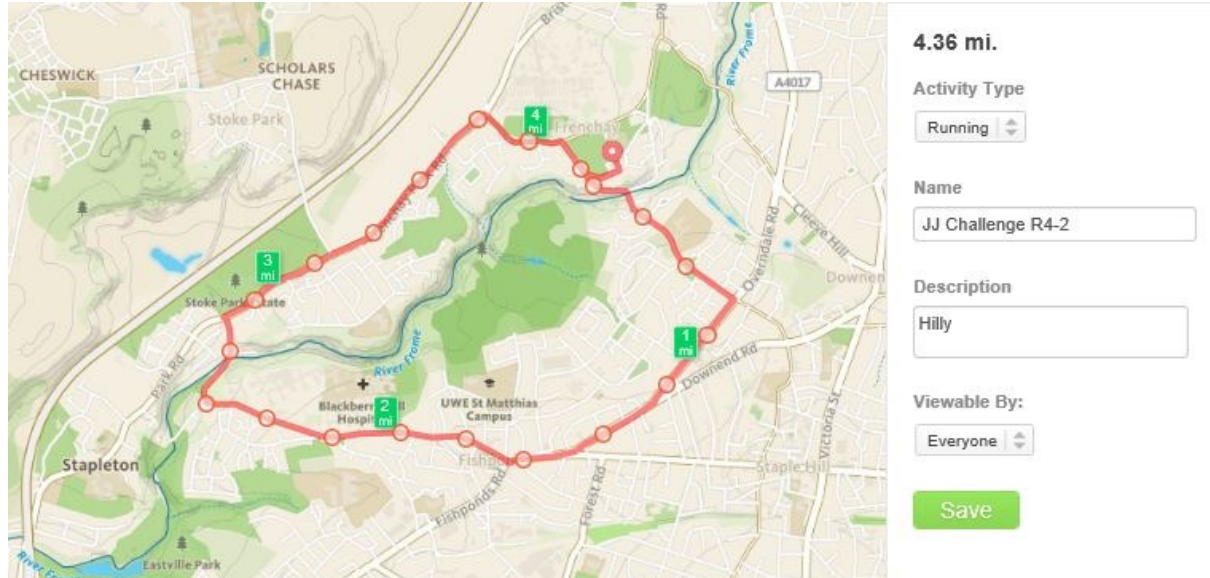 CHESWICK
SCHOLARS
CHASE
Stoke Park
Rd
River Frome
A4017
4
mi
Frenchay
Cleeve Hill
Overndale Rd
3
mi
Stoke Park
Park Rd
River Frome
1
mi
Downend Rd
Blackberry Hill
Hospital
2
mi
UWE St Matthias
Campus
Victoria St.
Stapleton
Staple Hill
Fishponds Rd
Forest Rd
Eastville Park
River Frome
4.36 mi.
Activity Type
Running
Name
JJ Challenge R4-2
Description
Hilly
Viewable By:
Everyone
Save